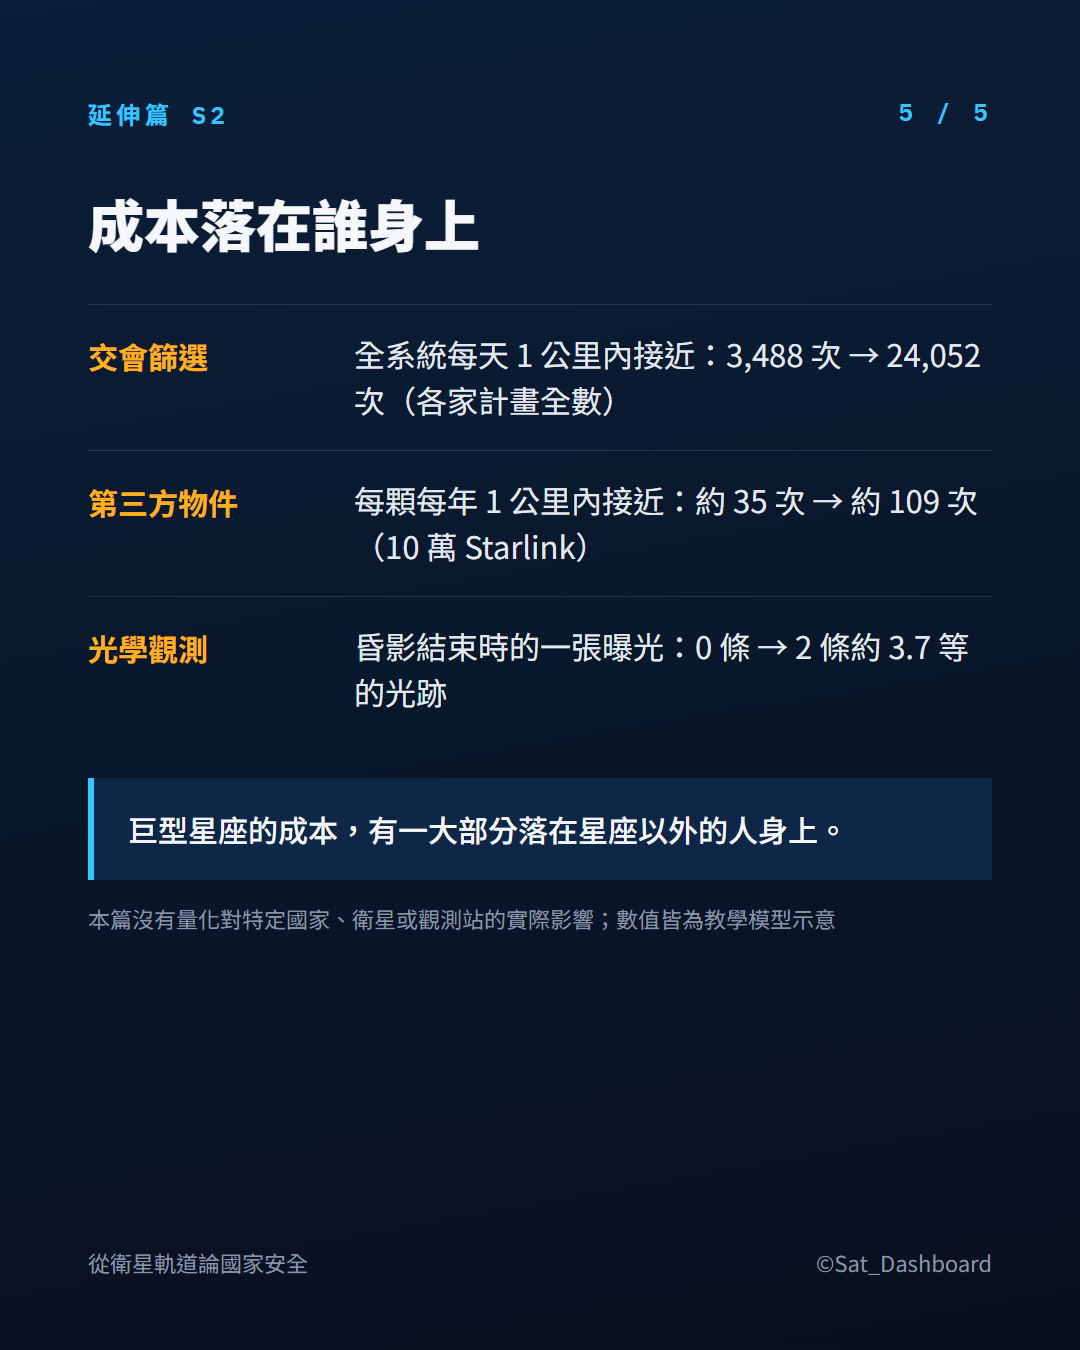 延伸篇 S2
5 / 5
成本落在誰身上
交會篩選
全系統每天 1 公里內接近：3,488 次 → 24,052
次（各家計畫全數）
第三方物件
每顆每年 1 公里內接近：約 35 次 → 約 109 次
（10 萬 Starlink）
光學觀測
昏影結束時的一張曝光：0 條 → 2 條約 3.7 等
的光跡
巨型星座的成本，有一大部分落在星座以外的人身上。
本篇沒有量化對特定國家、衛星或觀測站的實際影響；數值皆為教學模型示意
從衛星軌道論國家安全
©Sat_Dashboard